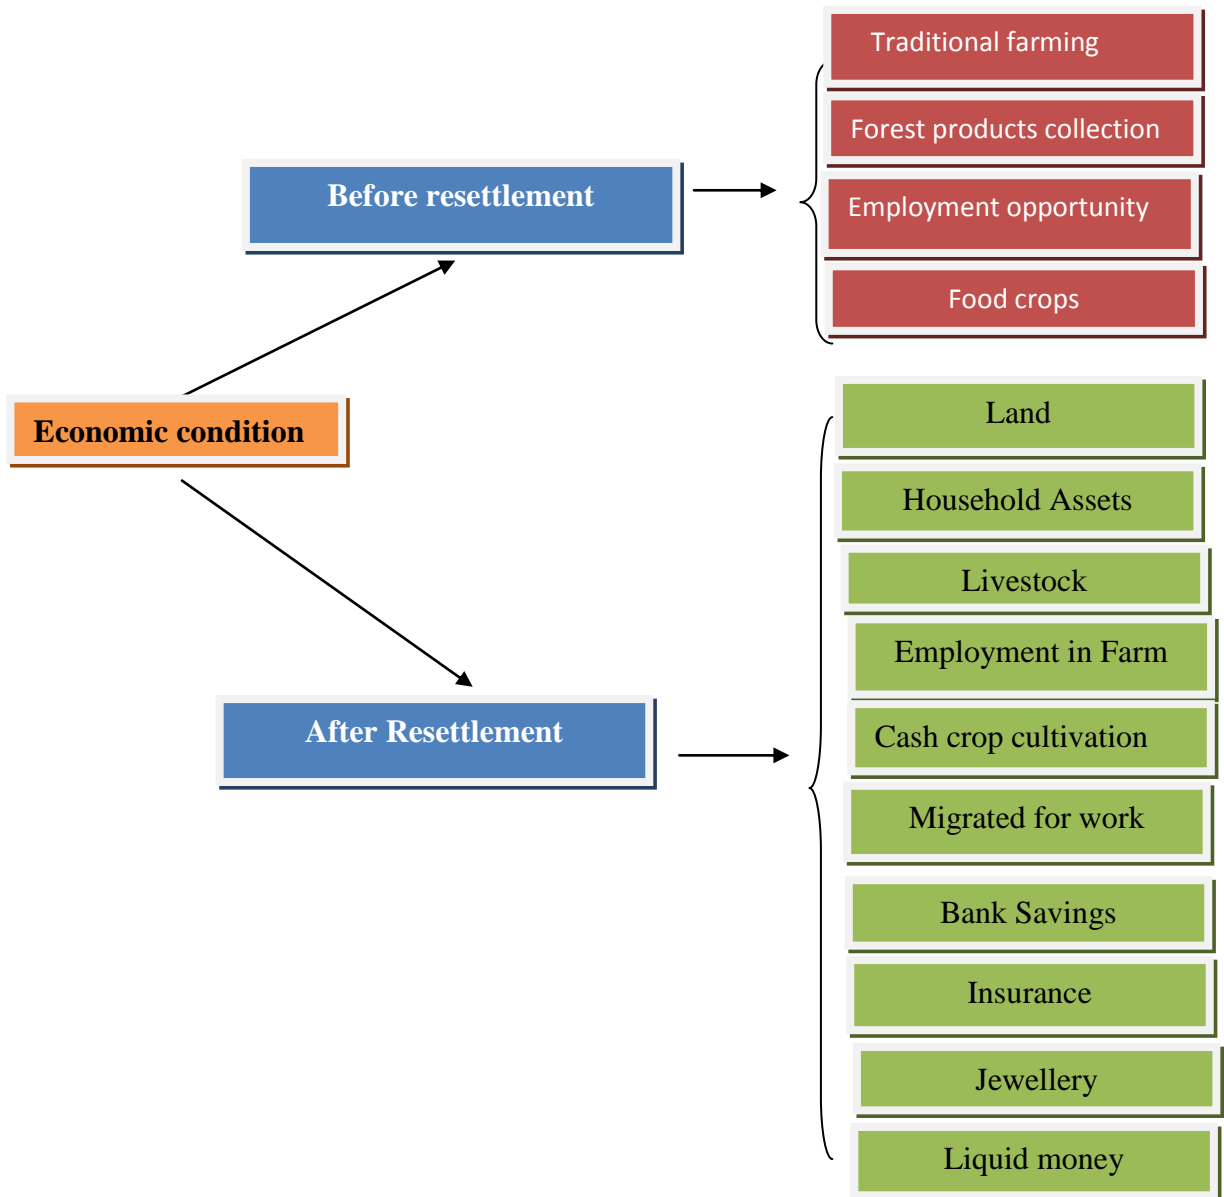 Traditional farming
Forest products collection
Before resettlement
Employment opportunity
Food crops
Economic condition
Land
Household Assets
Livestock
Employment in Farm
After Resettlement
Cash crop cultivation
Migrated for work
Bank Savings
Insurance
Jewellery
Liquid money